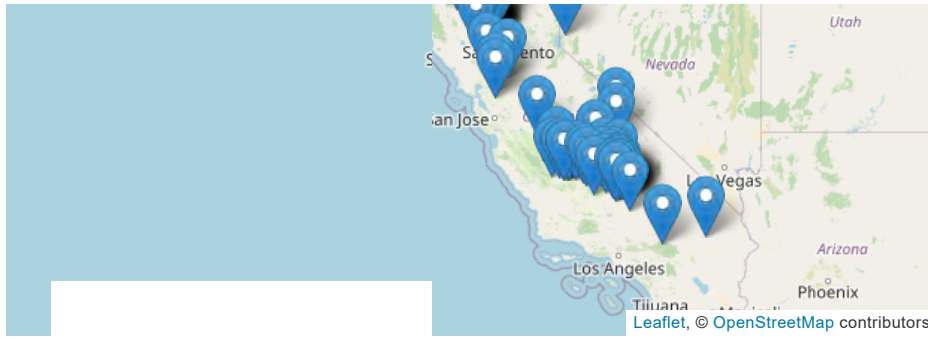 Utah
Nevada
San Jose
Las Vegas
Arizona
Los Angeles
Phoenix
Tijuana
Leaflet, © OpenStreetMap contributors